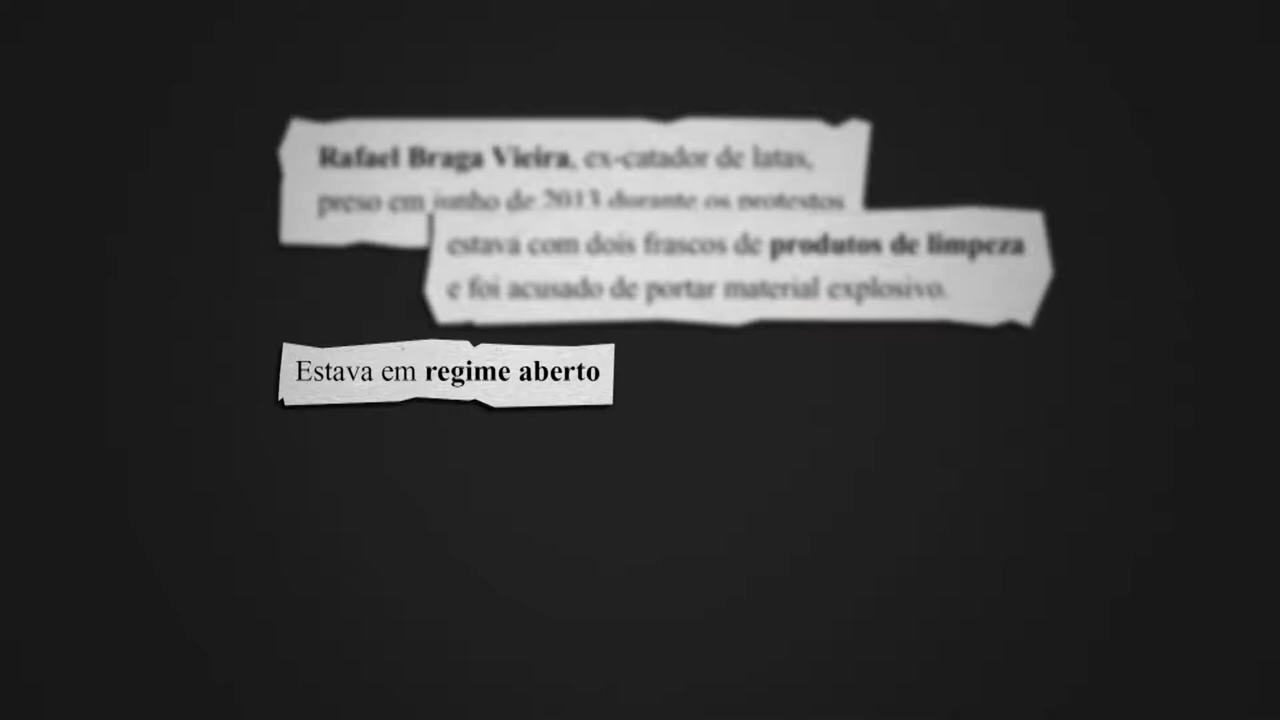 Rafael Braga Vieira, ex-catador de latas,
preso em junho de 2013 durante os protestos
estava com dois frascos de produtos de limpeza
e foi acusado de portar material explosivo.
Estava em regime aberto